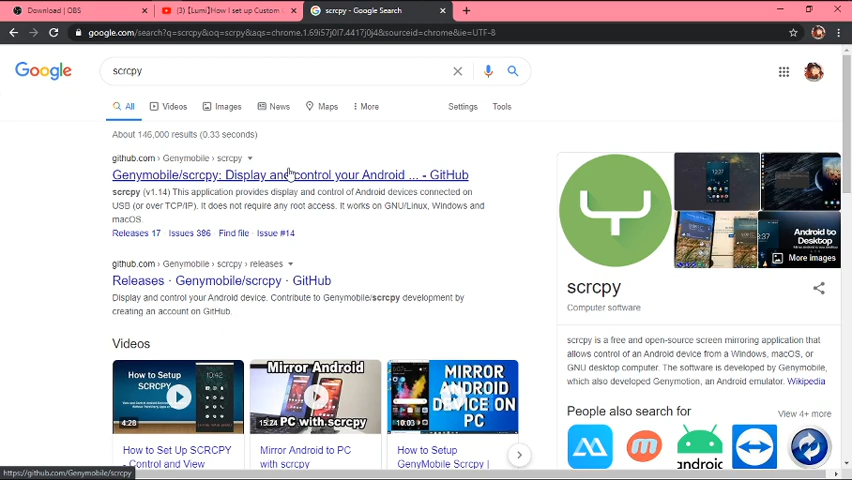 Download | OBS
(3) 【Lumi】How I set up Custom
scrcpy - Google Search
google.com/search?q=scrcpy&oq=scrcpy&aqs=chrome.1.69i57j0l7.4417j0j4&sourceid=chrome&ie=UTF-8
Google
scrcpy
All
Videos
Images
News
Maps
More
Settings
Tools
About 146,000 results (0.33 seconds)
github.com › Genymobile › scrcpy
Genymobile/scrcpy: Display and control your Android ... - GitHub
scrcpy (v1.14) This application provides display and control of Android devices connected on
USB (or over TCP/IP). It does not require any root access. It works on GNU/Linux, Windows and
macOS.
Releases 17 · Issues 386 · Find file · Issue #14
github.com › Genymobile › scrcpy › releases
Releases · Genymobile/scrcpy · GitHub
Display and control your Android device. Contribute to Genymobile/scrcpy development by
creating an account on GitHub.
Videos
How to Setup
SCRCPY
4:28
Mirror Android
to PC with scrcpy
15:24
MIRROR
ANDROID
DEVICE ON
PC
10:03
How to Set Up SCRCPY
- Control and View
Mirror Android to PC
with scrcpy
How to Setup
GenyMobile Scrcpy |
Android to
Desktop
More images
scrcpy
Computer software
scrcpy is a free and open-source screen mirroring application that
allows control of an Android device from a Windows, macOS, or
GNU desktop computer. The software is developed by Genymobile,
which also developed Genymotion, an Android emulator. Wikipedia
People also search for
View 4+ more
android
https://github.com/Genymobile/scrcpy